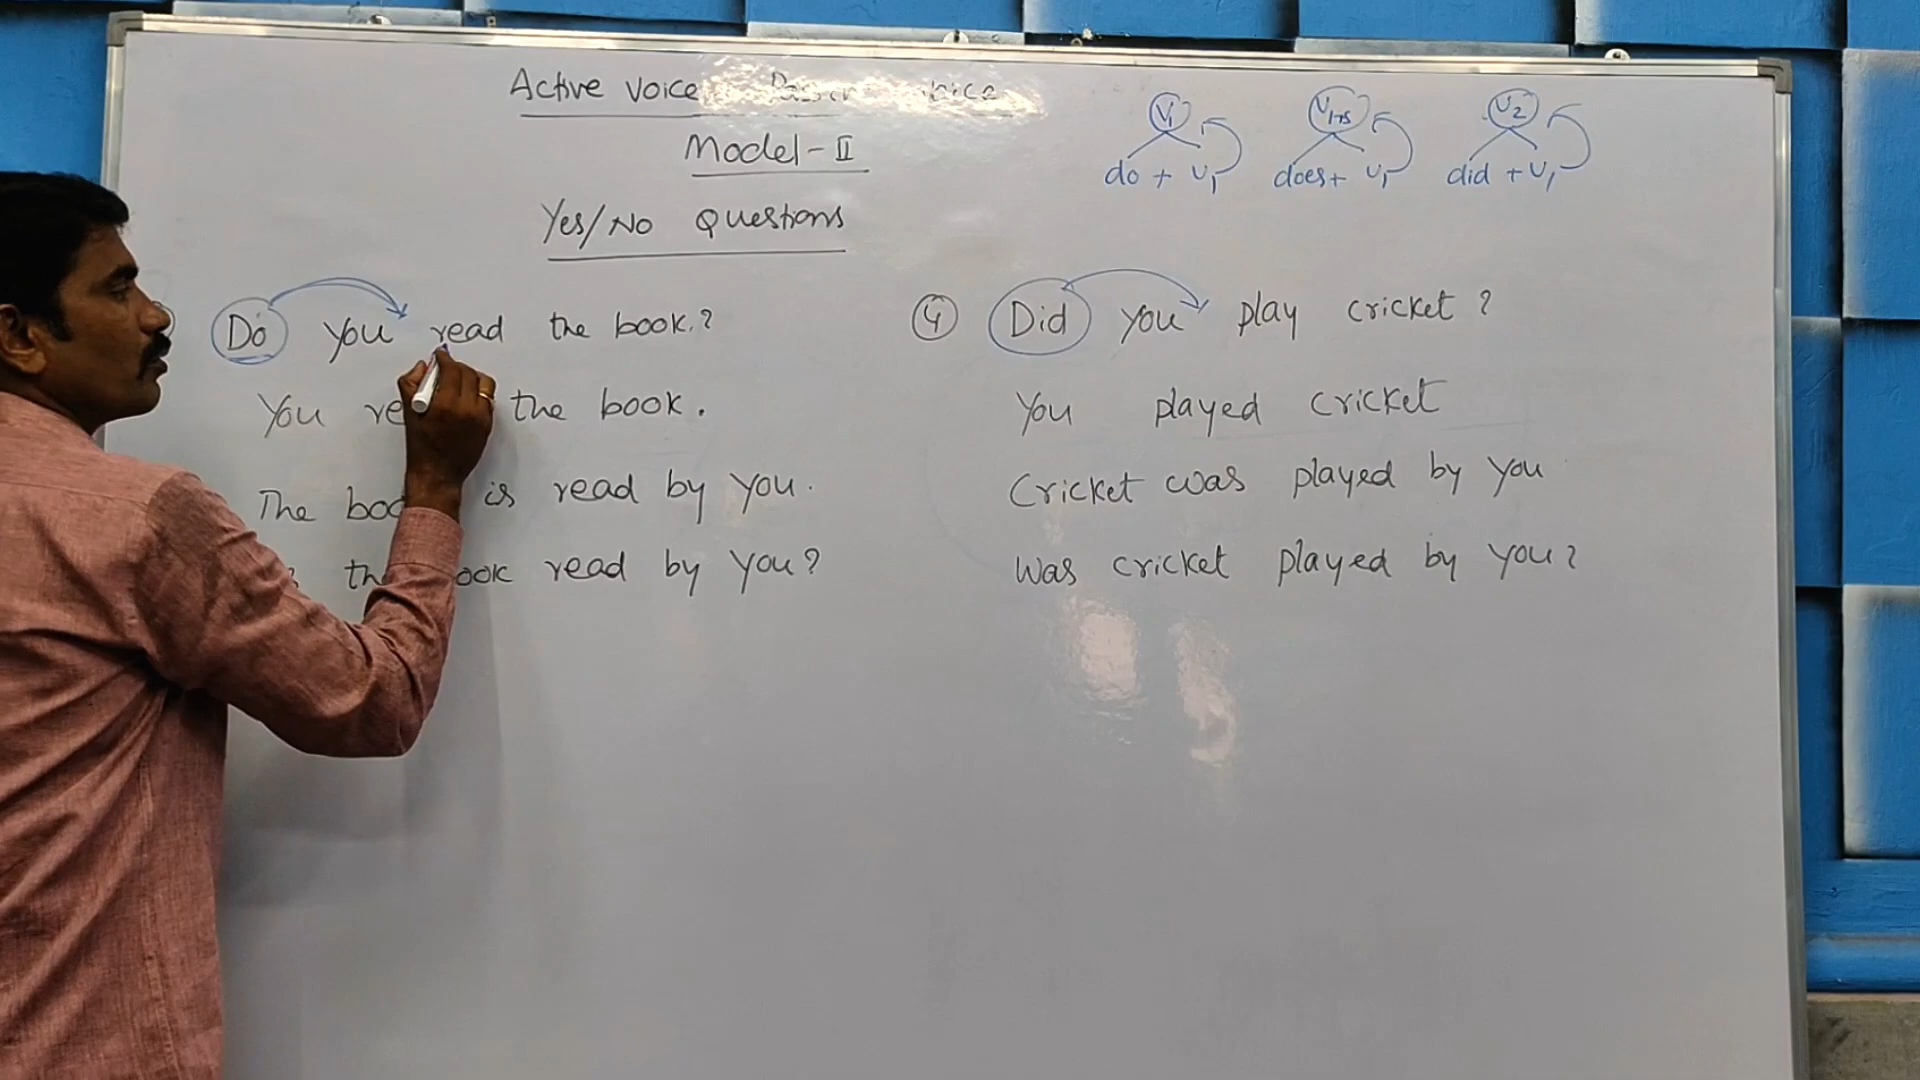 Active Voice Passive Voice
Model-II
Yes/No Questions
V1 V1+s V2
do + V1 does+ V1 did + V1
Do you read the book.?
You the book.
The is read by you.
read by you?
4 Did you play cricket?
You played cricket
Cricket was played by you
Was cricket played by you?